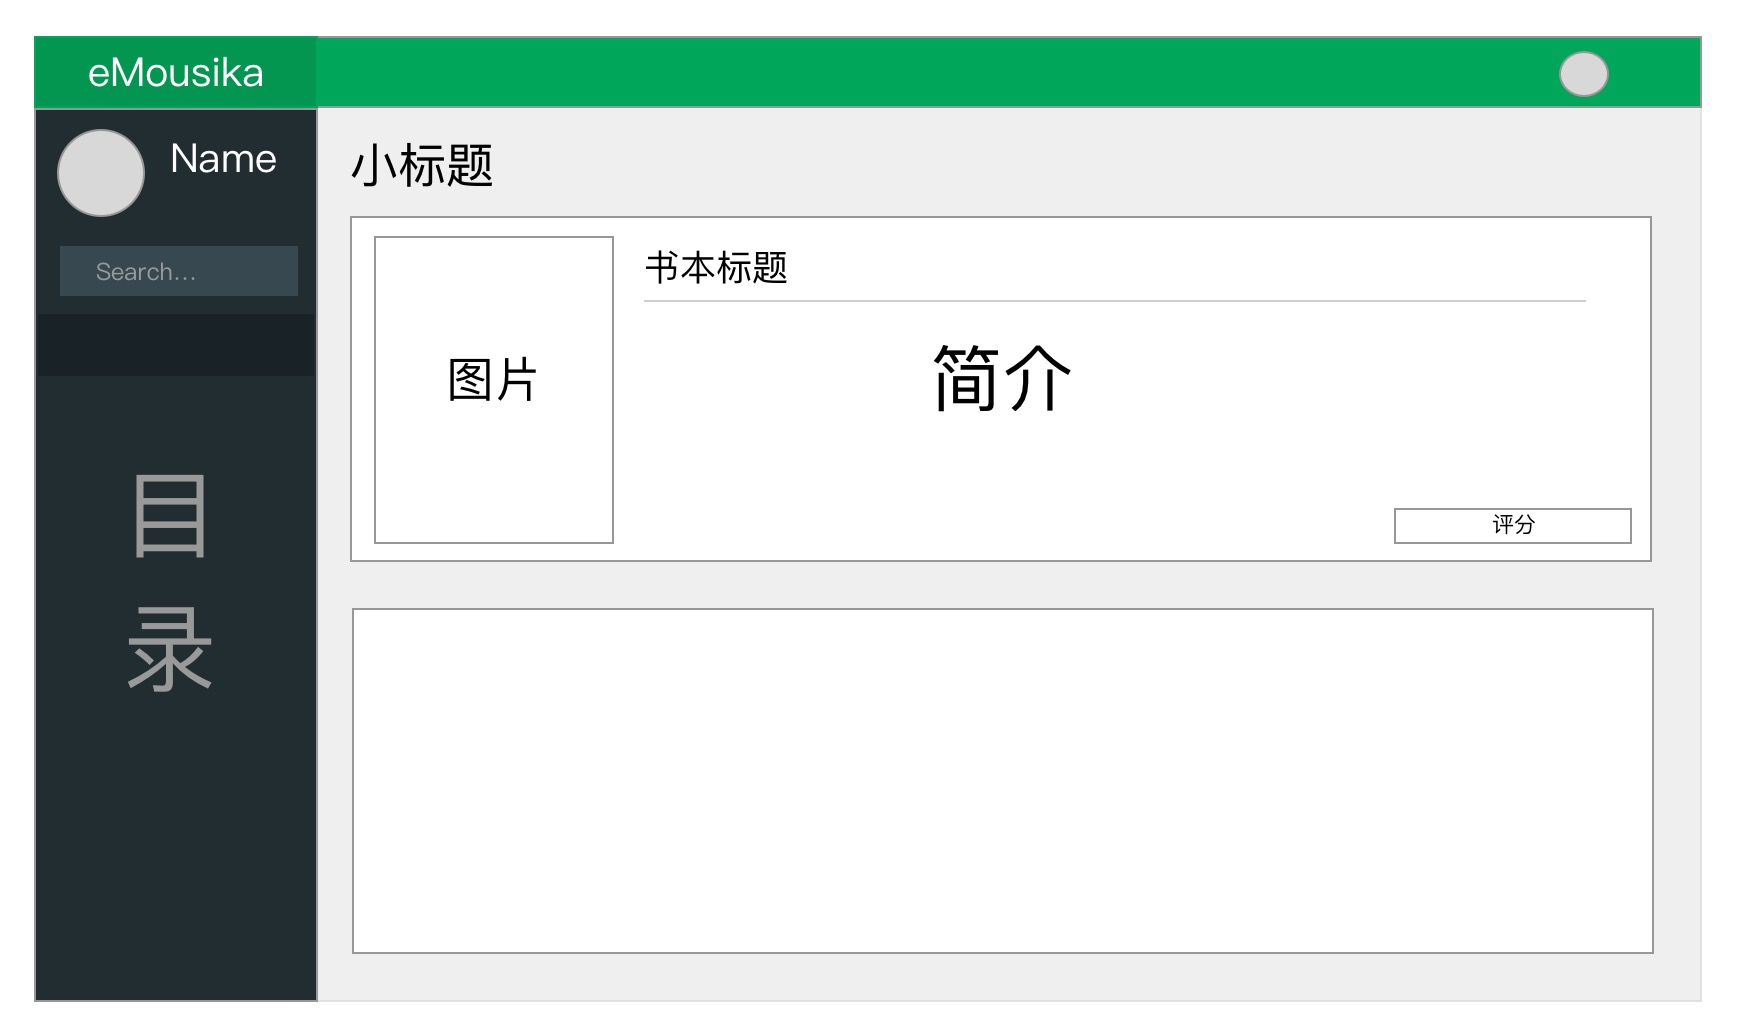 eMousika
Name
Search...
目
录
小标题
图片
书本标题
简介
评分